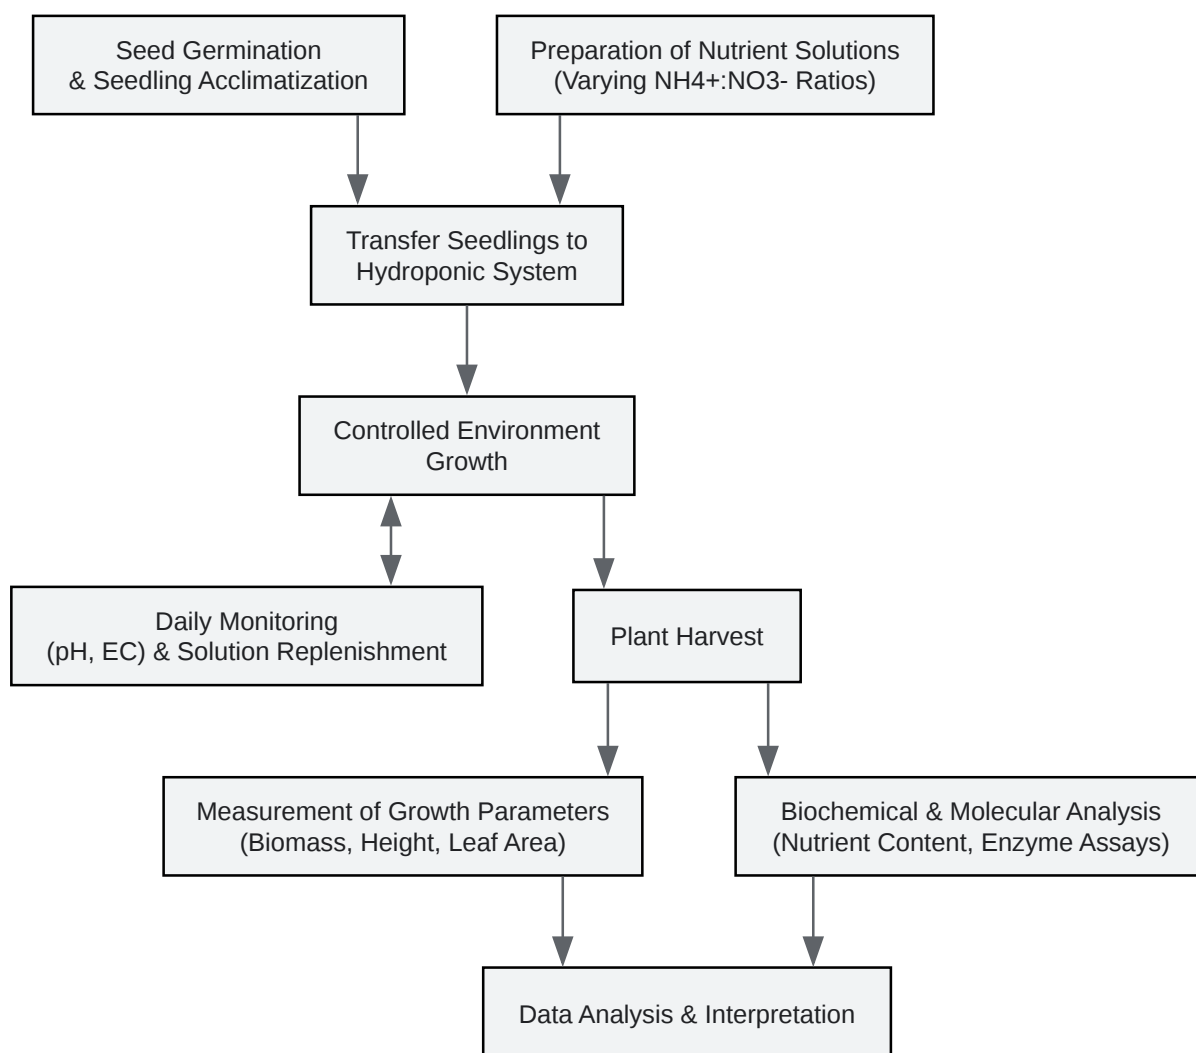 Seed Germination
& Seedling Acclimatization
Preparation of Nutrient Solutions
(Varying NH4+:NO3- Ratios)
Transfer Seedlings to
Hydroponic System
Controlled Environment
Growth
Daily Monitoring
(pH, EC) & Solution Replenishment
Plant Harvest
Measurement of Growth Parameters
(Biomass, Height, Leaf Area)
Biochemical & Molecular Analysis
(Nutrient Content, Enzyme Assays)
Data Analysis & Interpretation